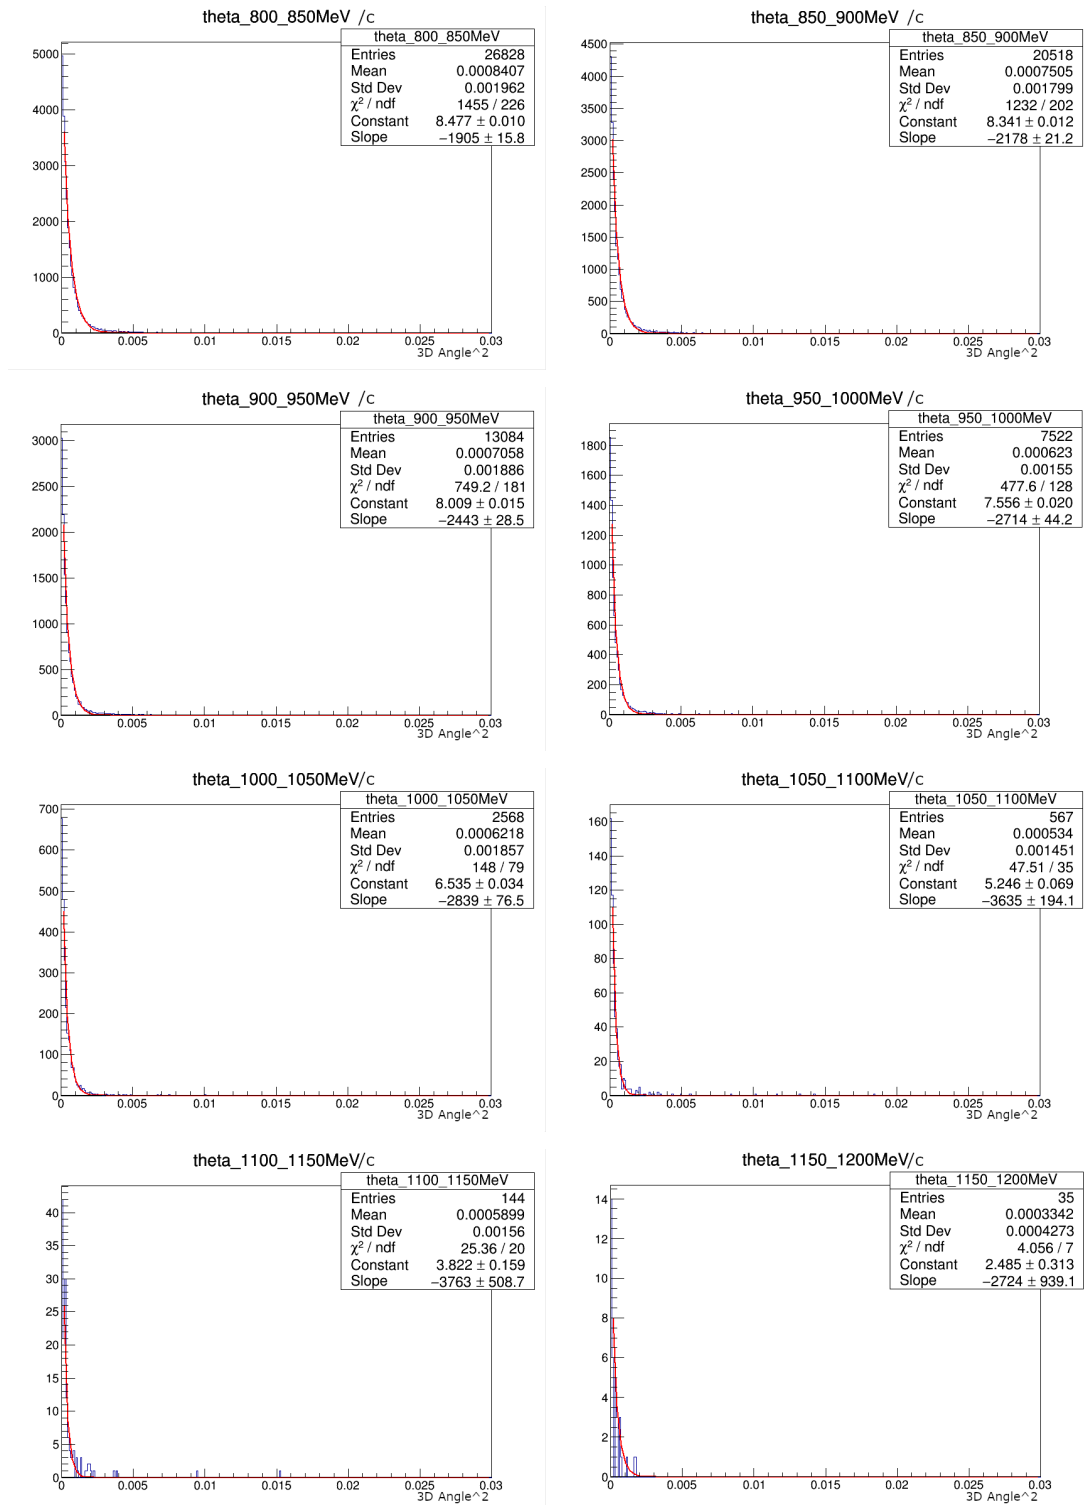 theta_800_850MeV /c
theta_800_850MeV
Entries 26828
Mean 0.0008407
Std Dev 0.001962
χ² / ndf 1455 / 226
Constant 8.477 ± 0.010
Slope −1905 ± 15.8
5000
4000
3000
2000
1000
0
0 0.005 0.01 0.015 0.02 0.025 0.03
3D Angle^2
theta_850_900MeV /c
theta_850_900MeV
Entries 20518
Mean 0.0007505
Std Dev 0.001799
χ² / ndf 1232 / 202
Constant 8.341 ± 0.012
Slope −2178 ± 21.2
4500
4000
3500
3000
2500
2000
1500
1000
500
0
0 0.005 0.01 0.015 0.02 0.025 0.03
3D Angle^2
theta_900_950MeV /c
theta_900_950MeV
Entries 13084
Mean 0.0007058
Std Dev 0.001886
χ² / ndf 749.2 / 181
Constant 8.009 ± 0.015
Slope −2443 ± 28.5
3000
2500
2000
1500
1000
500
0
0 0.005 0.01 0.015 0.02 0.025 0.03
3D Angle^2
theta_950_1000MeV /c
theta_950_1000MeV
Entries 7522
Mean 0.000623
Std Dev 0.00155
χ² / ndf 477.6 / 128
Constant 7.556 ± 0.020
Slope −2714 ± 44.2
1800
1600
1400
1200
1000
800
600
400
200
0
0 0.005 0.01 0.015 0.02 0.025 0.03
3D Angle^2
theta_1000_1050MeV/c
theta_1000_1050MeV
Entries 2568
Mean 0.0006218
Std Dev 0.001857
χ² / ndf 148 / 79
Constant 6.535 ± 0.034
Slope −2839 ± 76.5
700
600
500
400
300
200
100
0
0 0.005 0.01 0.015 0.02 0.025 0.03
3D Angle^2
theta_1050_1100MeV/c
theta_1050_1100MeV
Entries 567
Mean 0.000534
Std Dev 0.001451
χ² / ndf 47.51 / 35
Constant 5.246 ± 0.069
Slope −3635 ± 194.1
160
140
120
100
80
60
40
20
0
0 0.005 0.01 0.015 0.02 0.025 0.03
3D Angle^2
theta_1100_1150MeV/c
theta_1100_1150MeV
Entries 144
Mean 0.0005899
Std Dev 0.00156
χ² / ndf 25.36 / 20
Constant 3.822 ± 0.159
Slope −3763 ± 508.7
40
35
30
25
20
15
10
5
0
0 0.005 0.01 0.015 0.02 0.025 0.03
3D Angle^2
theta_1150_1200MeV/c
theta_1150_1200MeV
Entries 35
Mean 0.0003342
Std Dev 0.0004273
χ² / ndf 4.056 / 7
Constant 2.485 ± 0.313
Slope −2724 ± 939.1
14
12
10
8
6
4
2
0
0 0.005 0.01 0.015 0.02 0.025 0.03
3D Angle^2